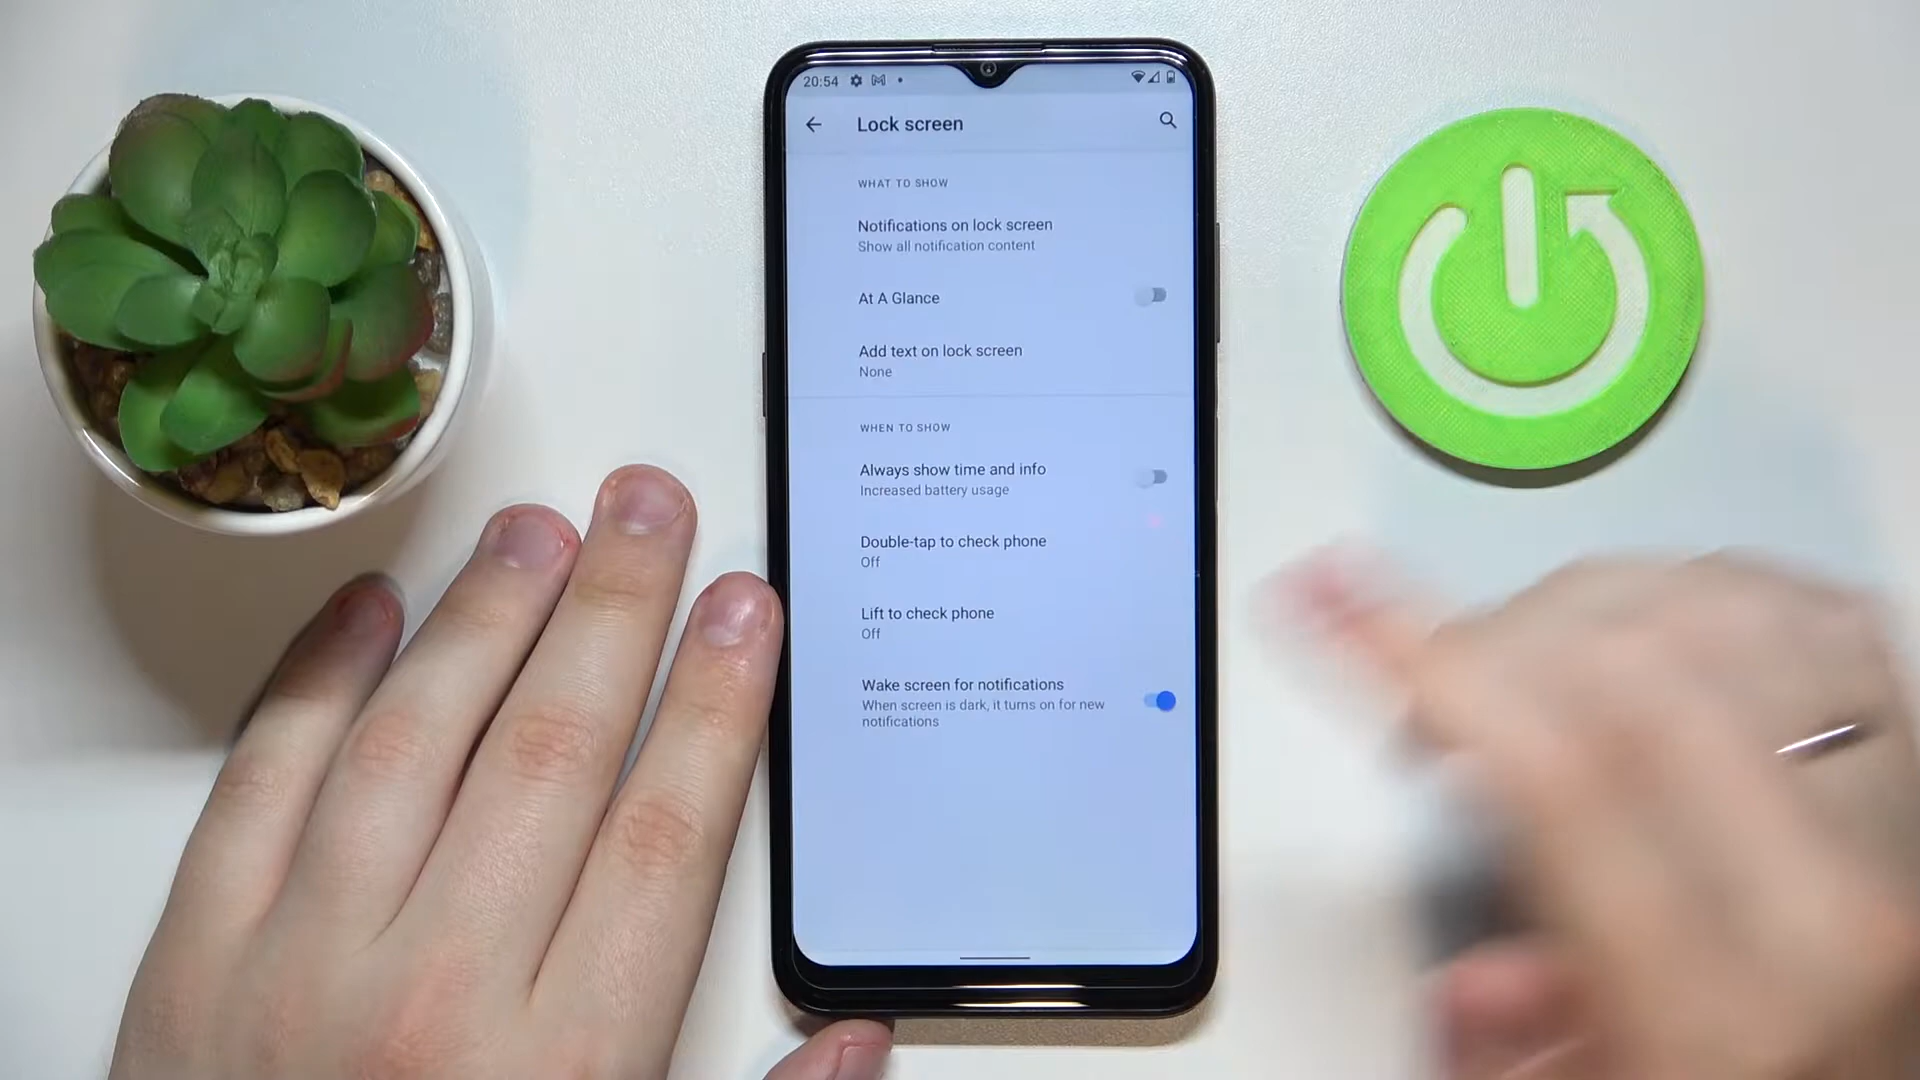 20:54
Lock screen
WHAT TO SHOW
Notifications on lock screen
Show all notification content
At A Glance
Add text on lock screen
None
WHEN TO SHOW
Always show time and info
Increased battery usage
Double-tap to check phone
Off
Lift to check phone
Off
Wake screen for notifications
When screen is dark, it turns on for new
notifications